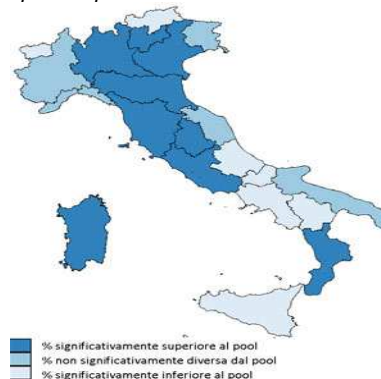 % significativamente superiore al pool
% non significativamente diversa dal pool
% significativamente inferiore al pool